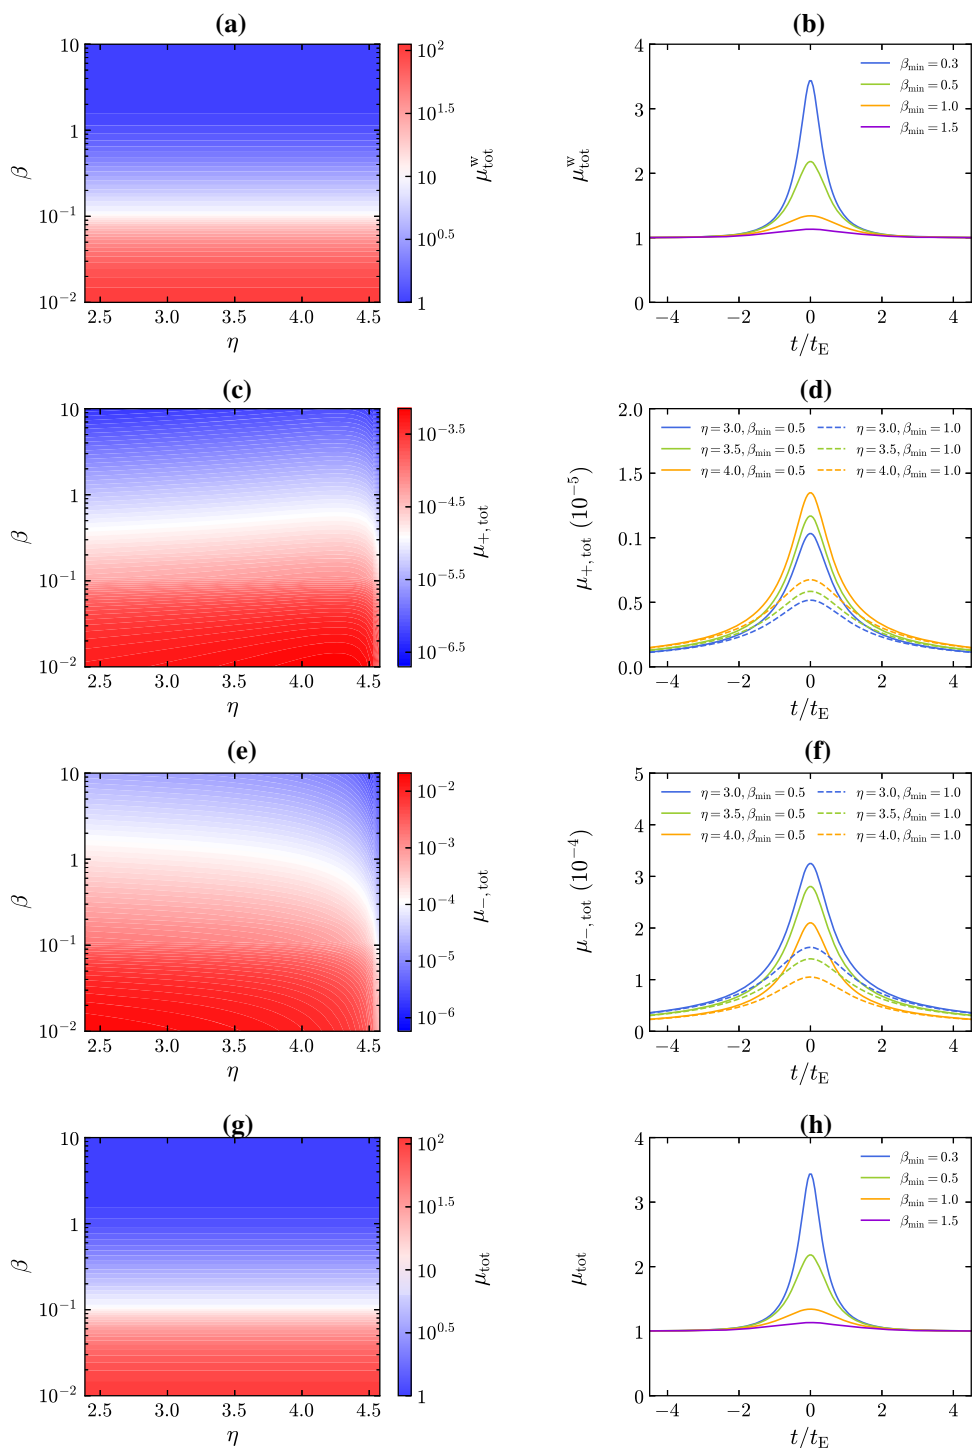 (a)
10
1
10⁻¹
10⁻²
β
2.5 3.0 3.5 4.0 4.5
η
10²
10^1.5
10
10^0.5
1
μ^w_tot
(b)
4
3
2
1
0
μ^w_tot
β_min = 0.3
β_min = 0.5
β_min = 1.0
β_min = 1.5
−4 −2 0 2 4
t/t_E
(c)
10
1
10⁻¹
10⁻²
β
2.5 3.0 3.5 4.0 4.5
η
10^−3.5
10^−4.5
10^−5.5
10^−6.5
μ_+,tot
(d)
2.0
1.5
0.1
0.5
0.0
μ_+,tot (10⁻⁵)
η = 3.0, β_min = 0.5 η = 3.0, β_min = 1.0
η = 3.5, β_min = 0.5 η = 3.5, β_min = 1.0
η = 4.0, β_min = 0.5 η = 4.0, β_min = 1.0
−4 −2 0 2 4
t/t_E
(e)
10
1
10⁻¹
10⁻²
β
2.5 3.0 3.5 4.0 4.5
η
10⁻²
10⁻³
10⁻⁴
10⁻⁵
10⁻⁶
μ_−,tot
(f)
5
4
3
2
1
0
μ_−,tot (10⁻⁴)
η = 3.0, β_min = 0.5 η = 3.0, β_min = 1.0
η = 3.5, β_min = 0.5 η = 3.5, β_min = 1.0
η = 4.0, β_min = 0.5 η = 4.0, β_min = 1.0
−4 −2 0 2 4
t/t_E
(g)
10
1
10⁻¹
10⁻²
β
2.5 3.0 3.5 4.0 4.5
η
10²
10^1.5
10
10^0.5
1
μ_tot
(h)
4
3
2
1
0
μ_tot
β_min = 0.3
β_min = 0.5
β_min = 1.0
β_min = 1.5
−4 −2 0 2 4
t/t_E